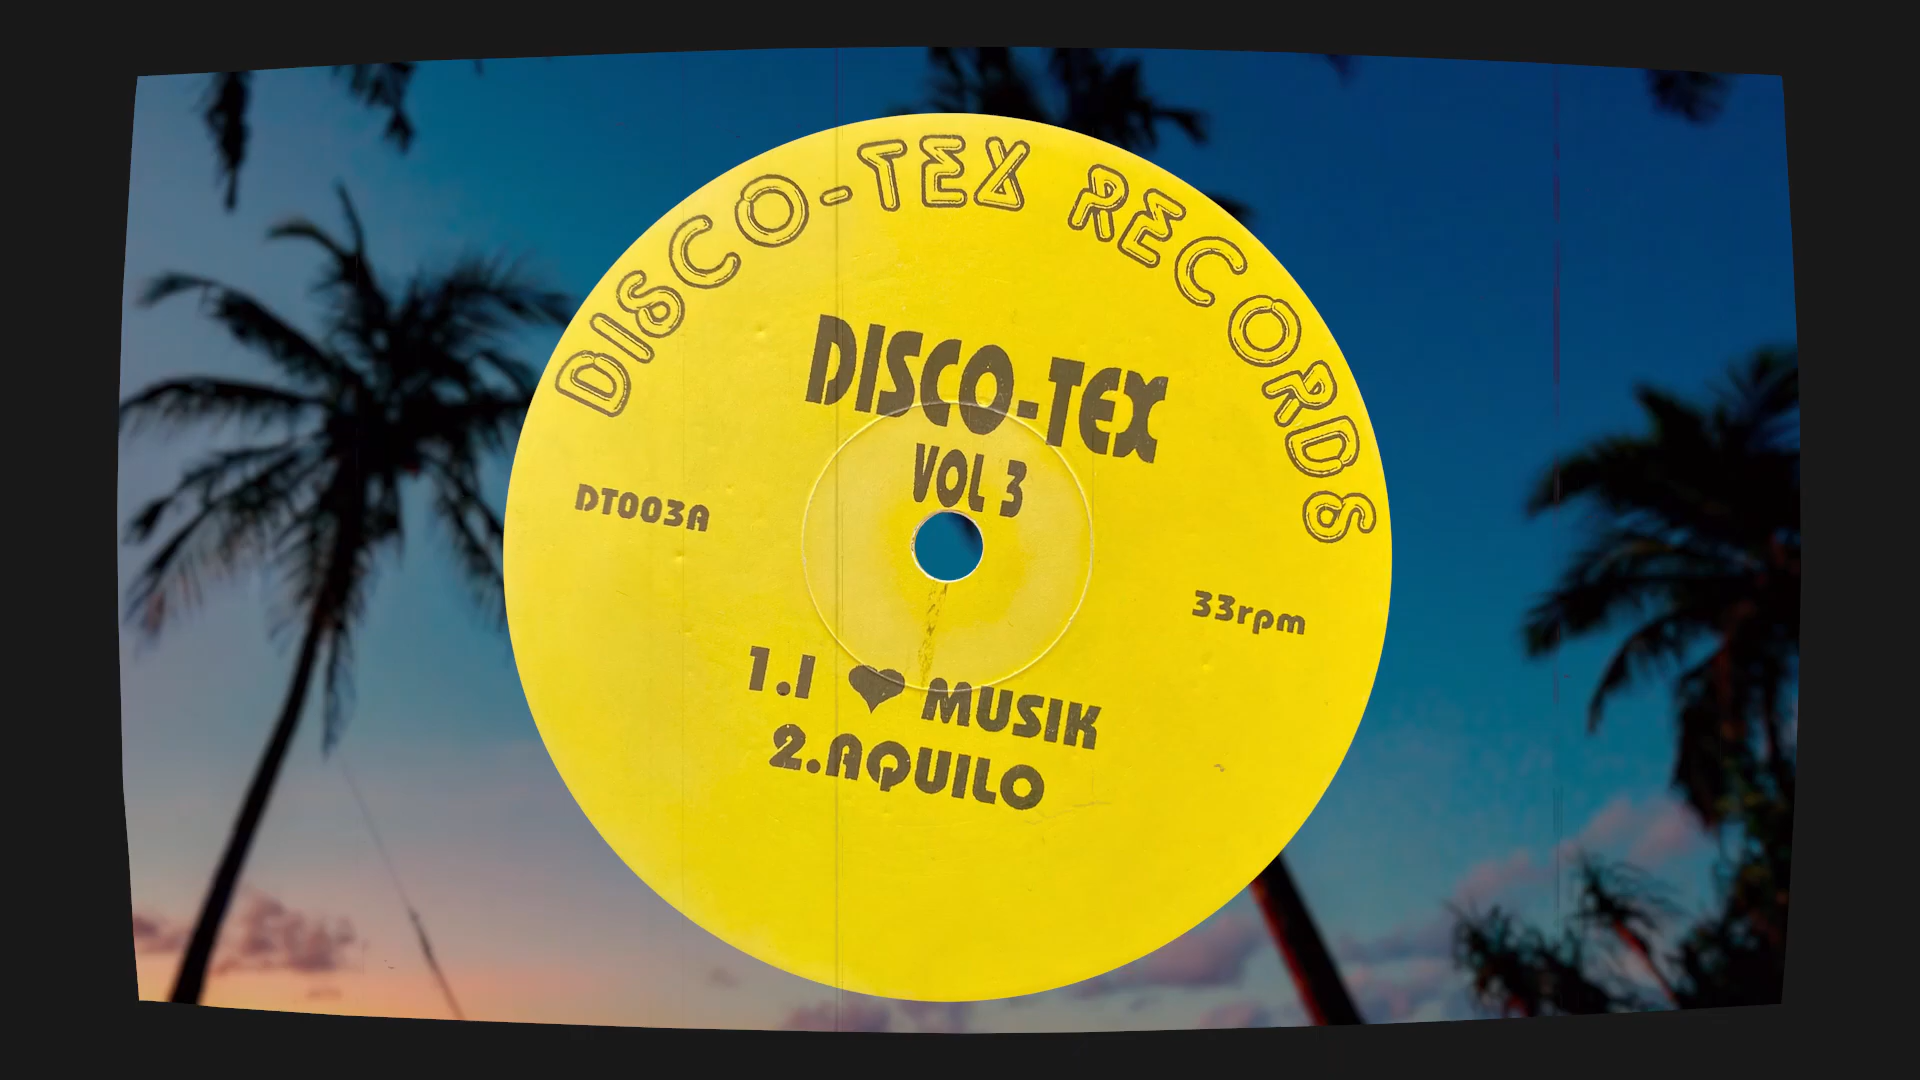 DISCO-TEX RECORDS
DISCO-TEX
VOL 3
DT003A
33rpm
1.I ♥ MUSIK
2.AQUILO